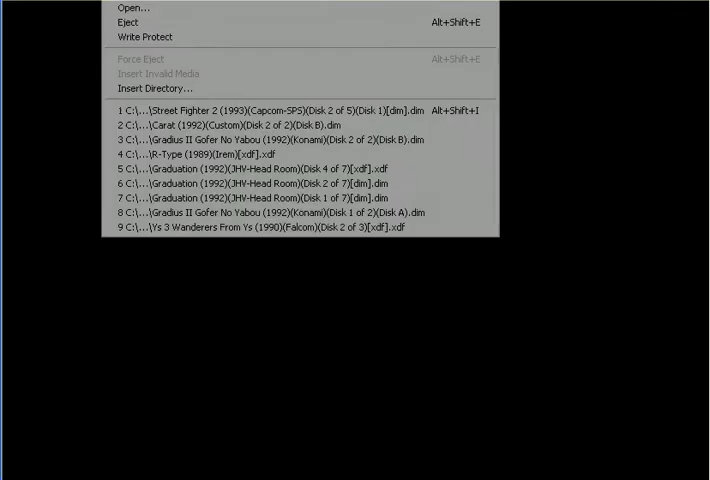 Open...
Eject Alt+Shift+E
Write Protect
Force Eject Alt+Shift+E
Insert Invalid Media
Insert Directory...
1 C:\...\Street Fighter 2 (1993)(Capcom-SPS)(Disk 2 of 5)(Disk 1)[dim].dim Alt+Shift+I
2 C:\...\Carat (1992)(Custom)(Disk 2 of 2)(Disk B).dim
3 C:\...\Gradius II Gofer No Yabou (1992)(Konami)(Disk 2 of 2)(Disk B).dim
4 C:\...\R-Type (1989)(Irem)[xdf].xdf
5 C:\...\Graduation (1992)(JHV-Head Room)(Disk 4 of 7)[xdf].xdf
6 C:\...\Graduation (1992)(JHV-Head Room)(Disk 2 of 7)[dim].dim
7 C:\...\Graduation (1992)(JHV-Head Room)(Disk 1 of 7)[dim].dim
8 C:\...\Gradius II Gofer No Yabou (1992)(Konami)(Disk 1 of 2)(Disk A).dim
9 C:\...\Ys 3 Wanderers From Ys (1990)(Falcom)(Disk 2 of 3)[xdf].xdf